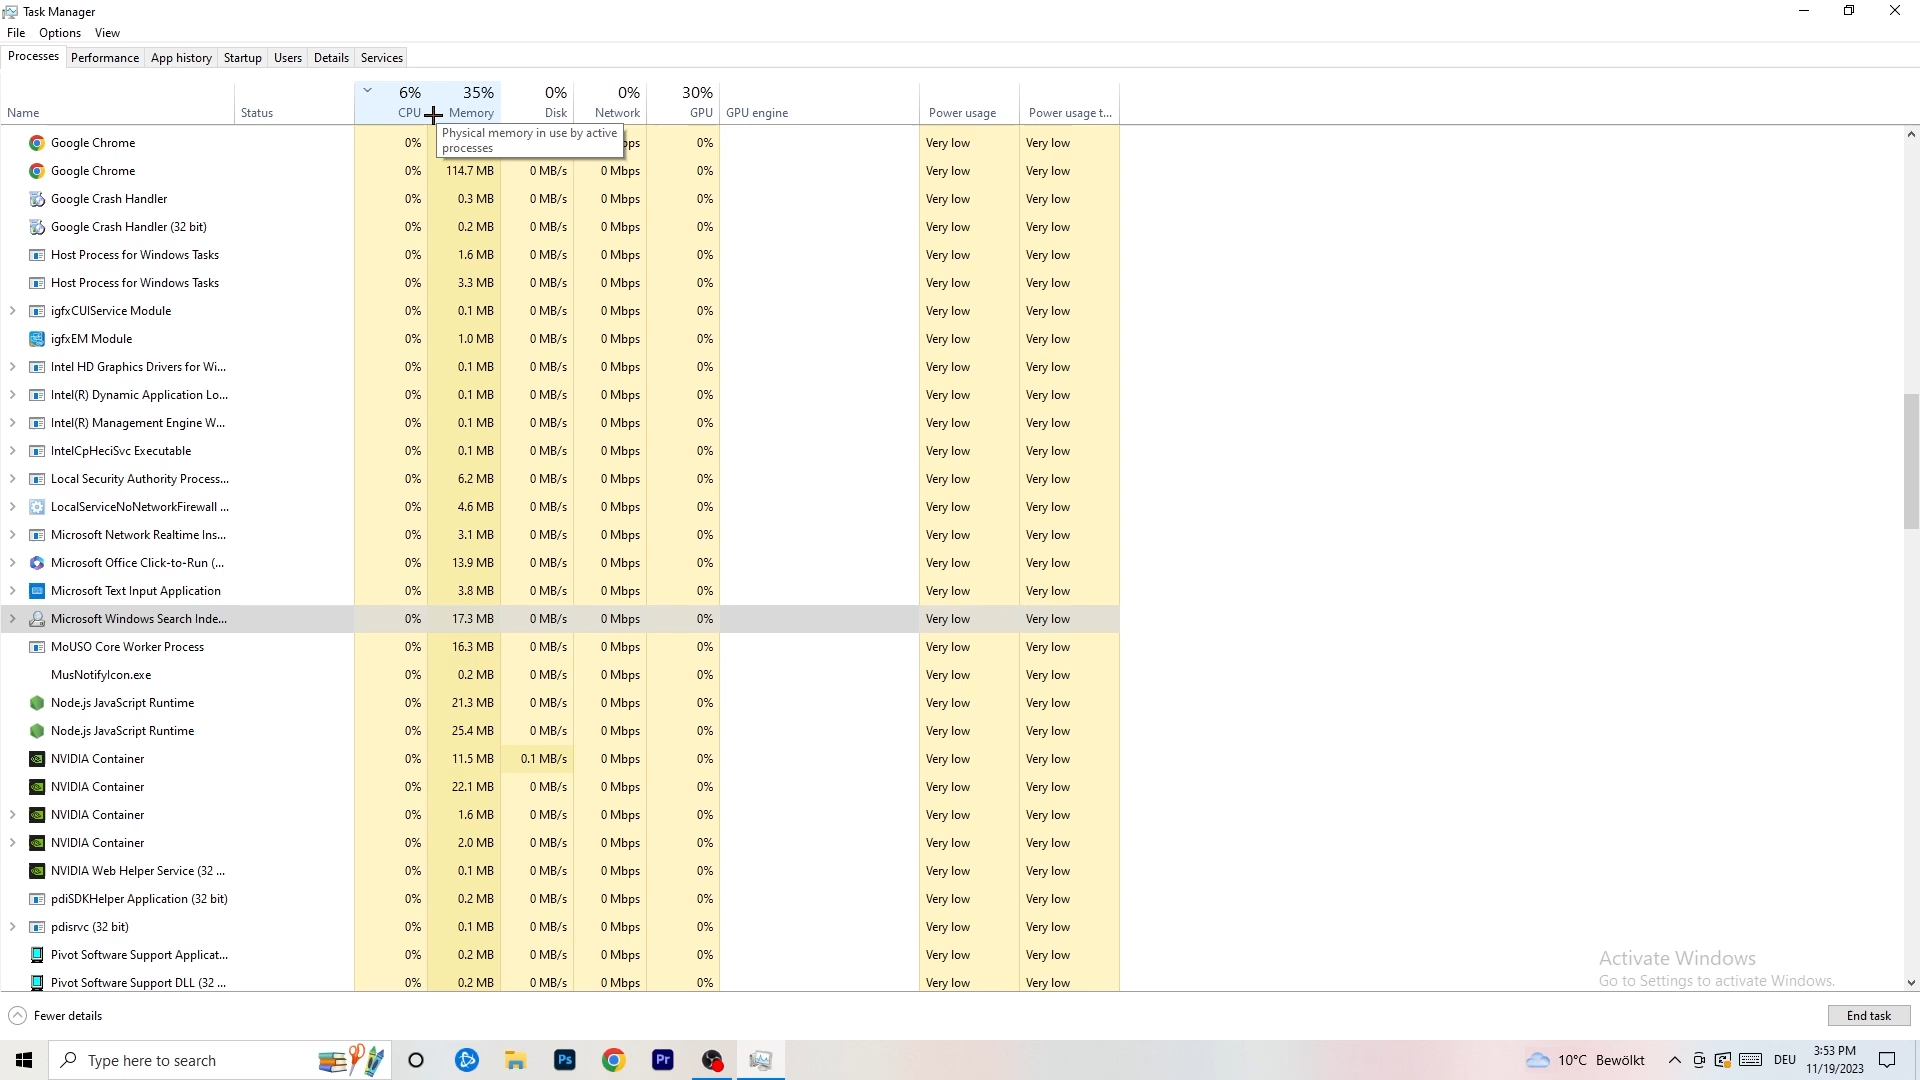 Task Manager
File Options View
Processes Performance App history Startup Users Details Services
6% 35% 0% 0% 30%
Name Status CPU Memory Disk Network GPU GPU engine Power usage Power usage t...
Physical memory in use by active
processes
Google Chrome 0% bps 0% Very low Very low
Google Chrome 0% 114.7 MB 0 MB/s 0 Mbps 0% Very low Very low
Google Crash Handler 0% 0.3 MB 0 MB/s 0 Mbps 0% Very low Very low
Google Crash Handler (32 bit) 0% 0.2 MB 0 MB/s 0 Mbps 0% Very low Very low
Host Process for Windows Tasks 0% 1.6 MB 0 MB/s 0 Mbps 0% Very low Very low
Host Process for Windows Tasks 0% 3.3 MB 0 MB/s 0 Mbps 0% Very low Very low
igfxCUIService Module 0% 0.1 MB 0 MB/s 0 Mbps 0% Very low Very low
igfxEM Module 0% 1.0 MB 0 MB/s 0 Mbps 0% Very low Very low
Intel HD Graphics Drivers for Wi... 0% 0.1 MB 0 MB/s 0 Mbps 0% Very low Very low
Intel(R) Dynamic Application Lo... 0% 0.1 MB 0 MB/s 0 Mbps 0% Very low Very low
Intel(R) Management Engine W... 0% 0.1 MB 0 MB/s 0 Mbps 0% Very low Very low
IntelCpHeciSvc Executable 0% 0.1 MB 0 MB/s 0 Mbps 0% Very low Very low
Local Security Authority Process... 0% 6.2 MB 0 MB/s 0 Mbps 0% Very low Very low
LocalServiceNoNetworkFirewall ... 0% 4.6 MB 0 MB/s 0 Mbps 0% Very low Very low
Microsoft Network Realtime Ins... 0% 3.1 MB 0 MB/s 0 Mbps 0% Very low Very low
Microsoft Office Click-to-Run (... 0% 13.9 MB 0 MB/s 0 Mbps 0% Very low Very low
Microsoft Text Input Application 0% 3.8 MB 0 MB/s 0 Mbps 0% Very low Very low
Microsoft Windows Search Inde... 0% 17.3 MB 0 MB/s 0 Mbps 0% Very low Very low
MoUSO Core Worker Process 0% 16.3 MB 0 MB/s 0 Mbps 0% Very low Very low
MusNotifyIcon.exe 0% 0.2 MB 0 MB/s 0 Mbps 0% Very low Very low
Node.js JavaScript Runtime 0% 21.3 MB 0 MB/s 0 Mbps 0% Very low Very low
Node.js JavaScript Runtime 0% 25.4 MB 0 MB/s 0 Mbps 0% Very low Very low
NVIDIA Container 0% 11.5 MB 0.1 MB/s 0 Mbps 0% Very low Very low
NVIDIA Container 0% 22.1 MB 0 MB/s 0 Mbps 0% Very low Very low
NVIDIA Container 0% 1.6 MB 0 MB/s 0 Mbps 0% Very low Very low
NVIDIA Container 0% 2.0 MB 0 MB/s 0 Mbps 0% Very low Very low
NVIDIA Web Helper Service (32 ... 0% 0.1 MB 0 MB/s 0 Mbps 0% Very low Very low
pdiSDKHelper Application (32 bit) 0% 0.2 MB 0 MB/s 0 Mbps 0% Very low Very low
pdisrvc (32 bit) 0% 0.1 MB 0 MB/s 0 Mbps 0% Very low Very low
Pivot Software Support Applicat... 0% 0.2 MB 0 MB/s 0 Mbps 0% Very low Very low
Pivot Software Support DLL (32 ... 0% 0.2 MB 0 MB/s 0 Mbps 0% Very low Very low
Activate Windows
Go to Settings to activate Windows.
Fewer details End task
Type here to search Ps Pr 10°C Bewölkt DEU 3:53 PM
11/19/2023